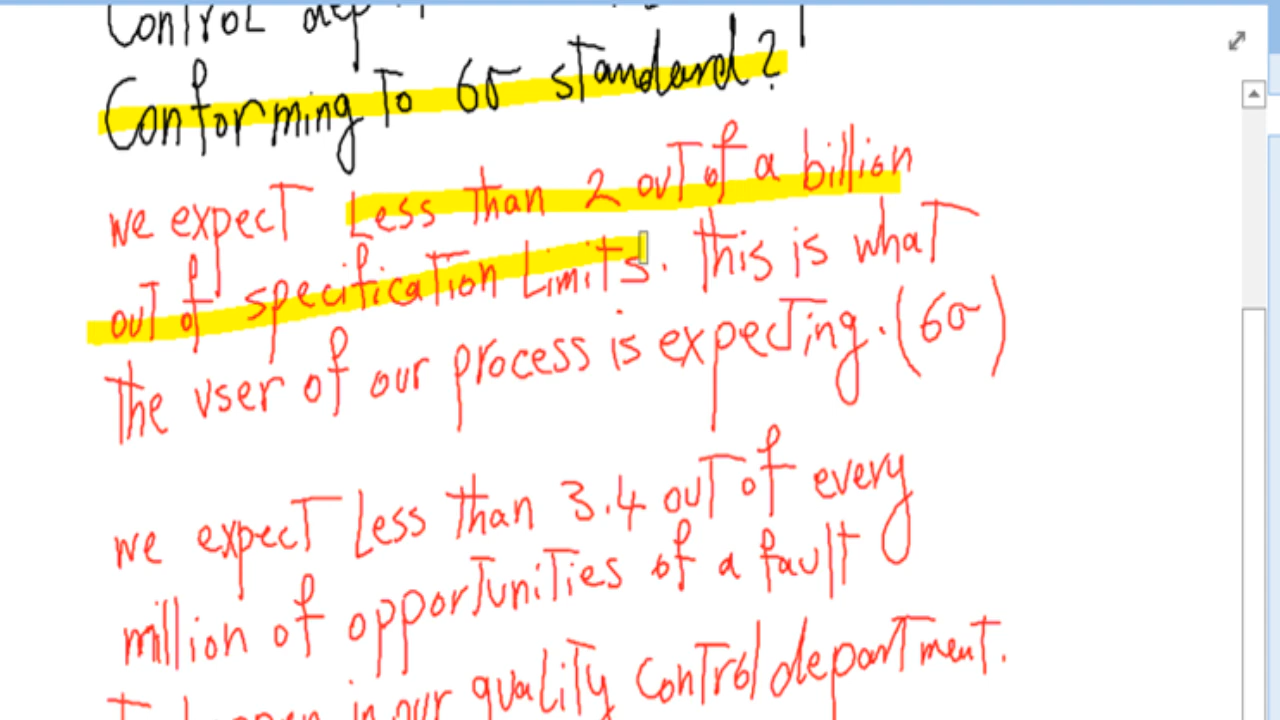 Control dep
Conforming To 6σ standard?
we expect Less than 2 out of a billion
out of specification Limits. This is what
the user of our process is expecting. (6σ)
we expect Less than 3.4 out of every
million of opportunities of a fault
in our quality control department.